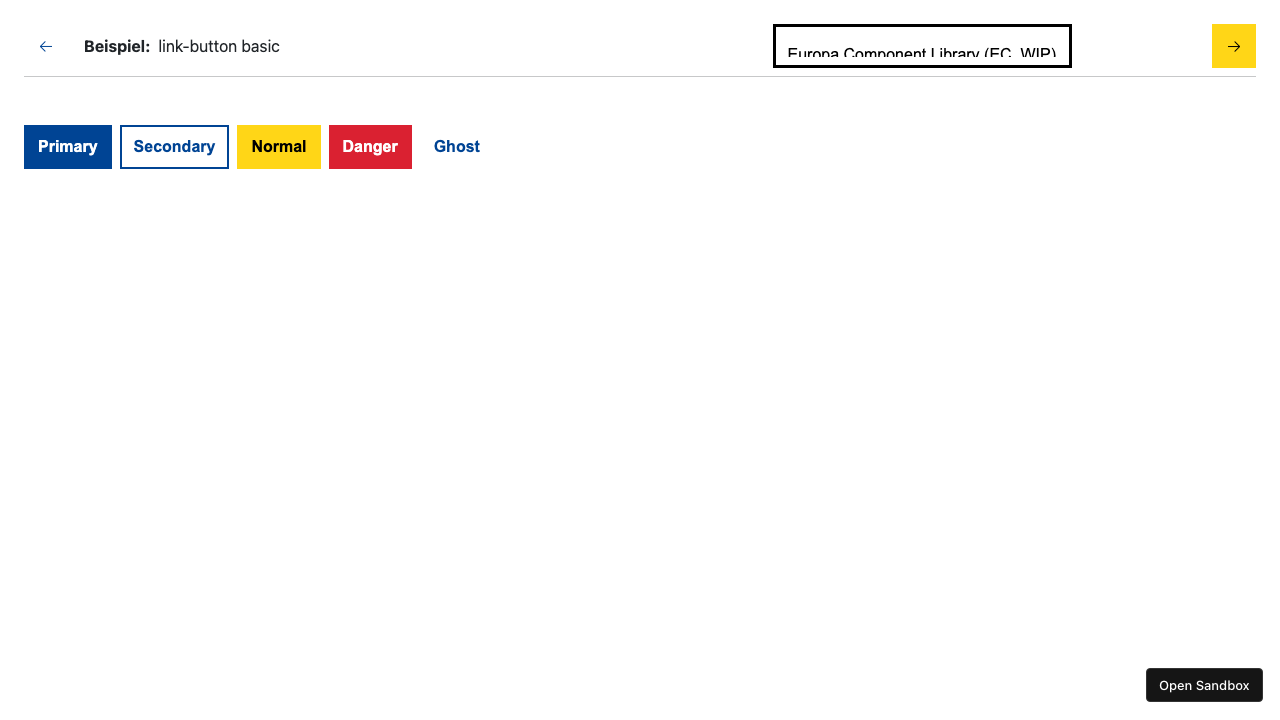 Beispiel: link-button basic
Europa Component Library (EC, WIP)
Primary Secondary Normal Danger Ghost
Open Sandbox